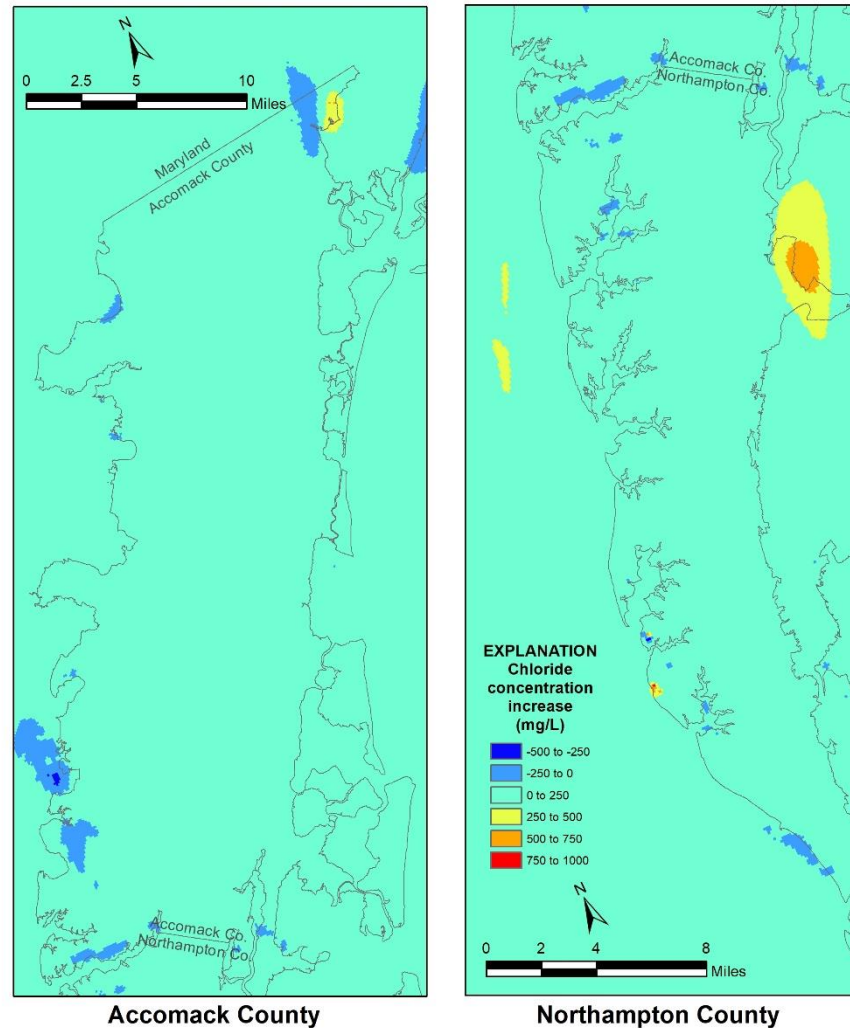 N
0 2.5 5 10
Miles
Maryland
Accomack County
Accomack Co.
Northampton Co.
Accomack County
Accomack Co.
Northampton Co.
EXPLANATION
Chloride
concentration
increase
(mg/L)
-500 to -250
-250 to 0
0 to 250
250 to 500
500 to 750
750 to 1000
N
0 2 4 8
Miles
Northampton County